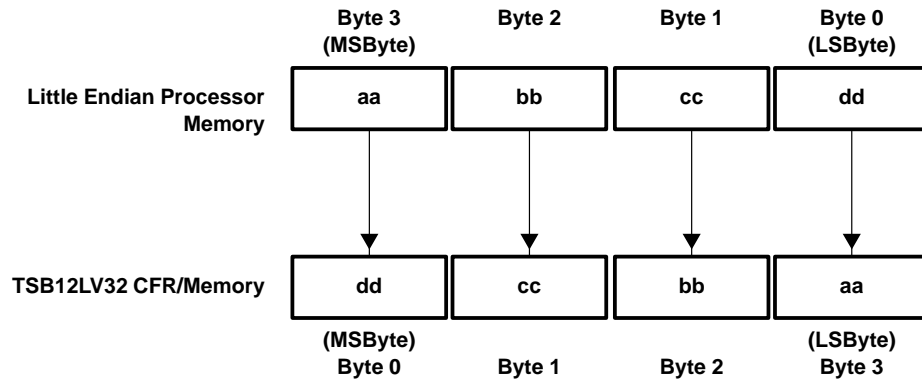 Byte 3 Byte 2 Byte 1 Byte 0
(MSByte) (LSByte)
Little Endian Processor
Memory
aa bb cc dd
TSB12LV32 CFR/Memory dd cc bb aa
(MSByte) (LSByte)
Byte 0 Byte 1 Byte 2 Byte 3